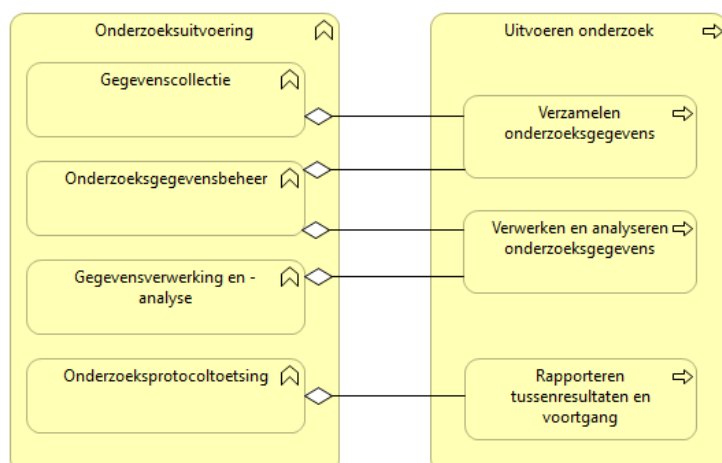 Onderzoeksuitvoering
Gegevenscollectie
Onderzoeksgegevensbeheer
Gegevensverwerking en -
analyse
Onderzoeksprotocoltoetsing
Uitvoeren onderzoek
Verzamelen
onderzoeksgegevens
Verwerken en analyseren
onderzoeksgegevens
Rapporteren
tussenresultaten en
voortgang